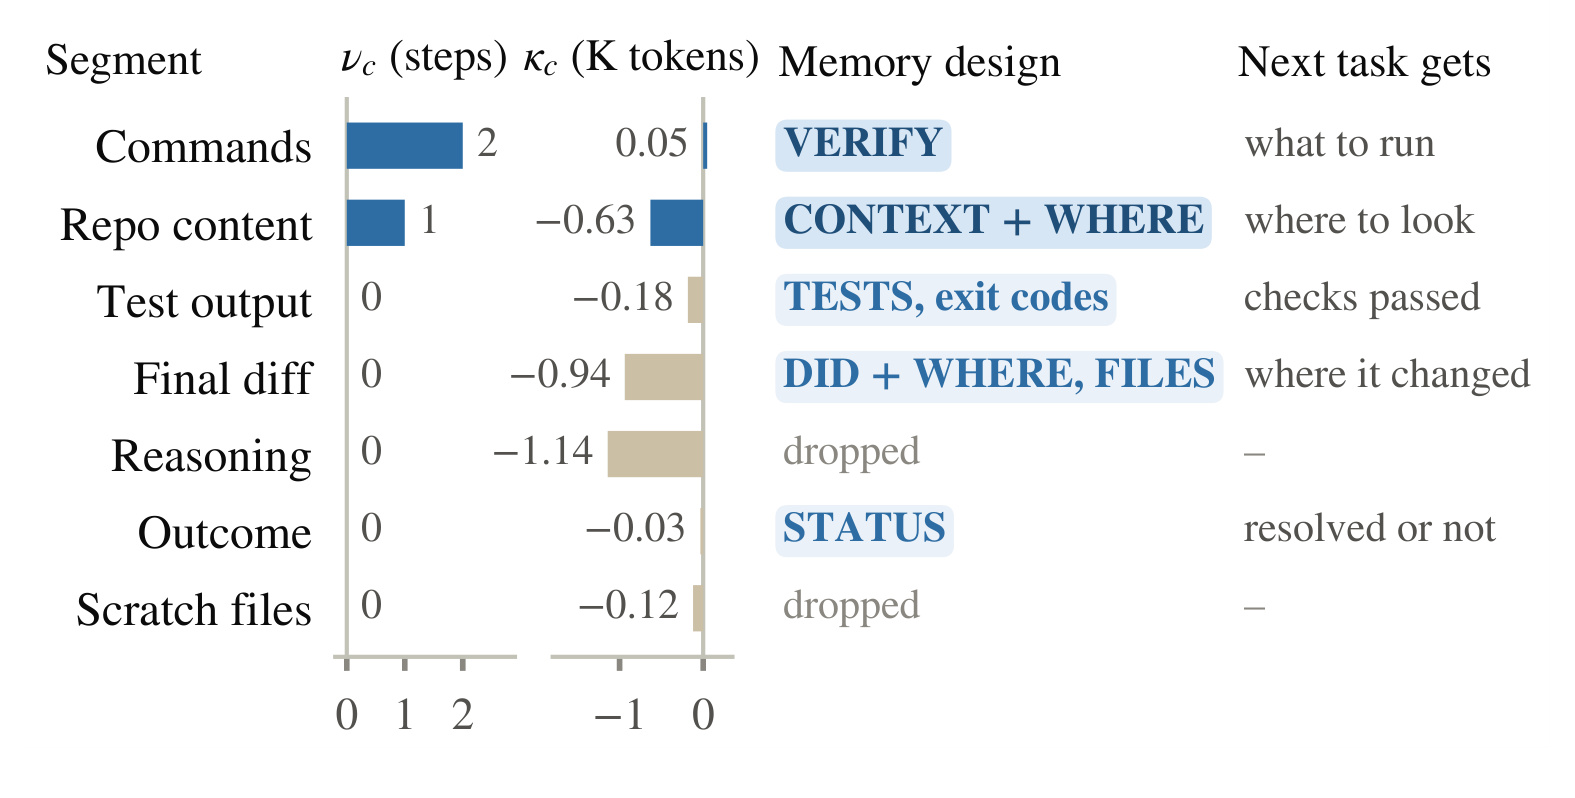 Segment ν_c (steps) κ_c (K tokens) Memory design Next task gets
Commands 2 0.05 VERIFY what to run
Repo content 1 −0.63 CONTEXT + WHERE where to look
Test output 0 −0.18 TESTS, exit codes checks passed
Final diff 0 −0.94 DID + WHERE, FILES where it changed
Reasoning 0 −1.14 dropped –
Outcome 0 −0.03 STATUS resolved or not
Scratch files 0 −0.12 dropped –
0 1 2 −1 0